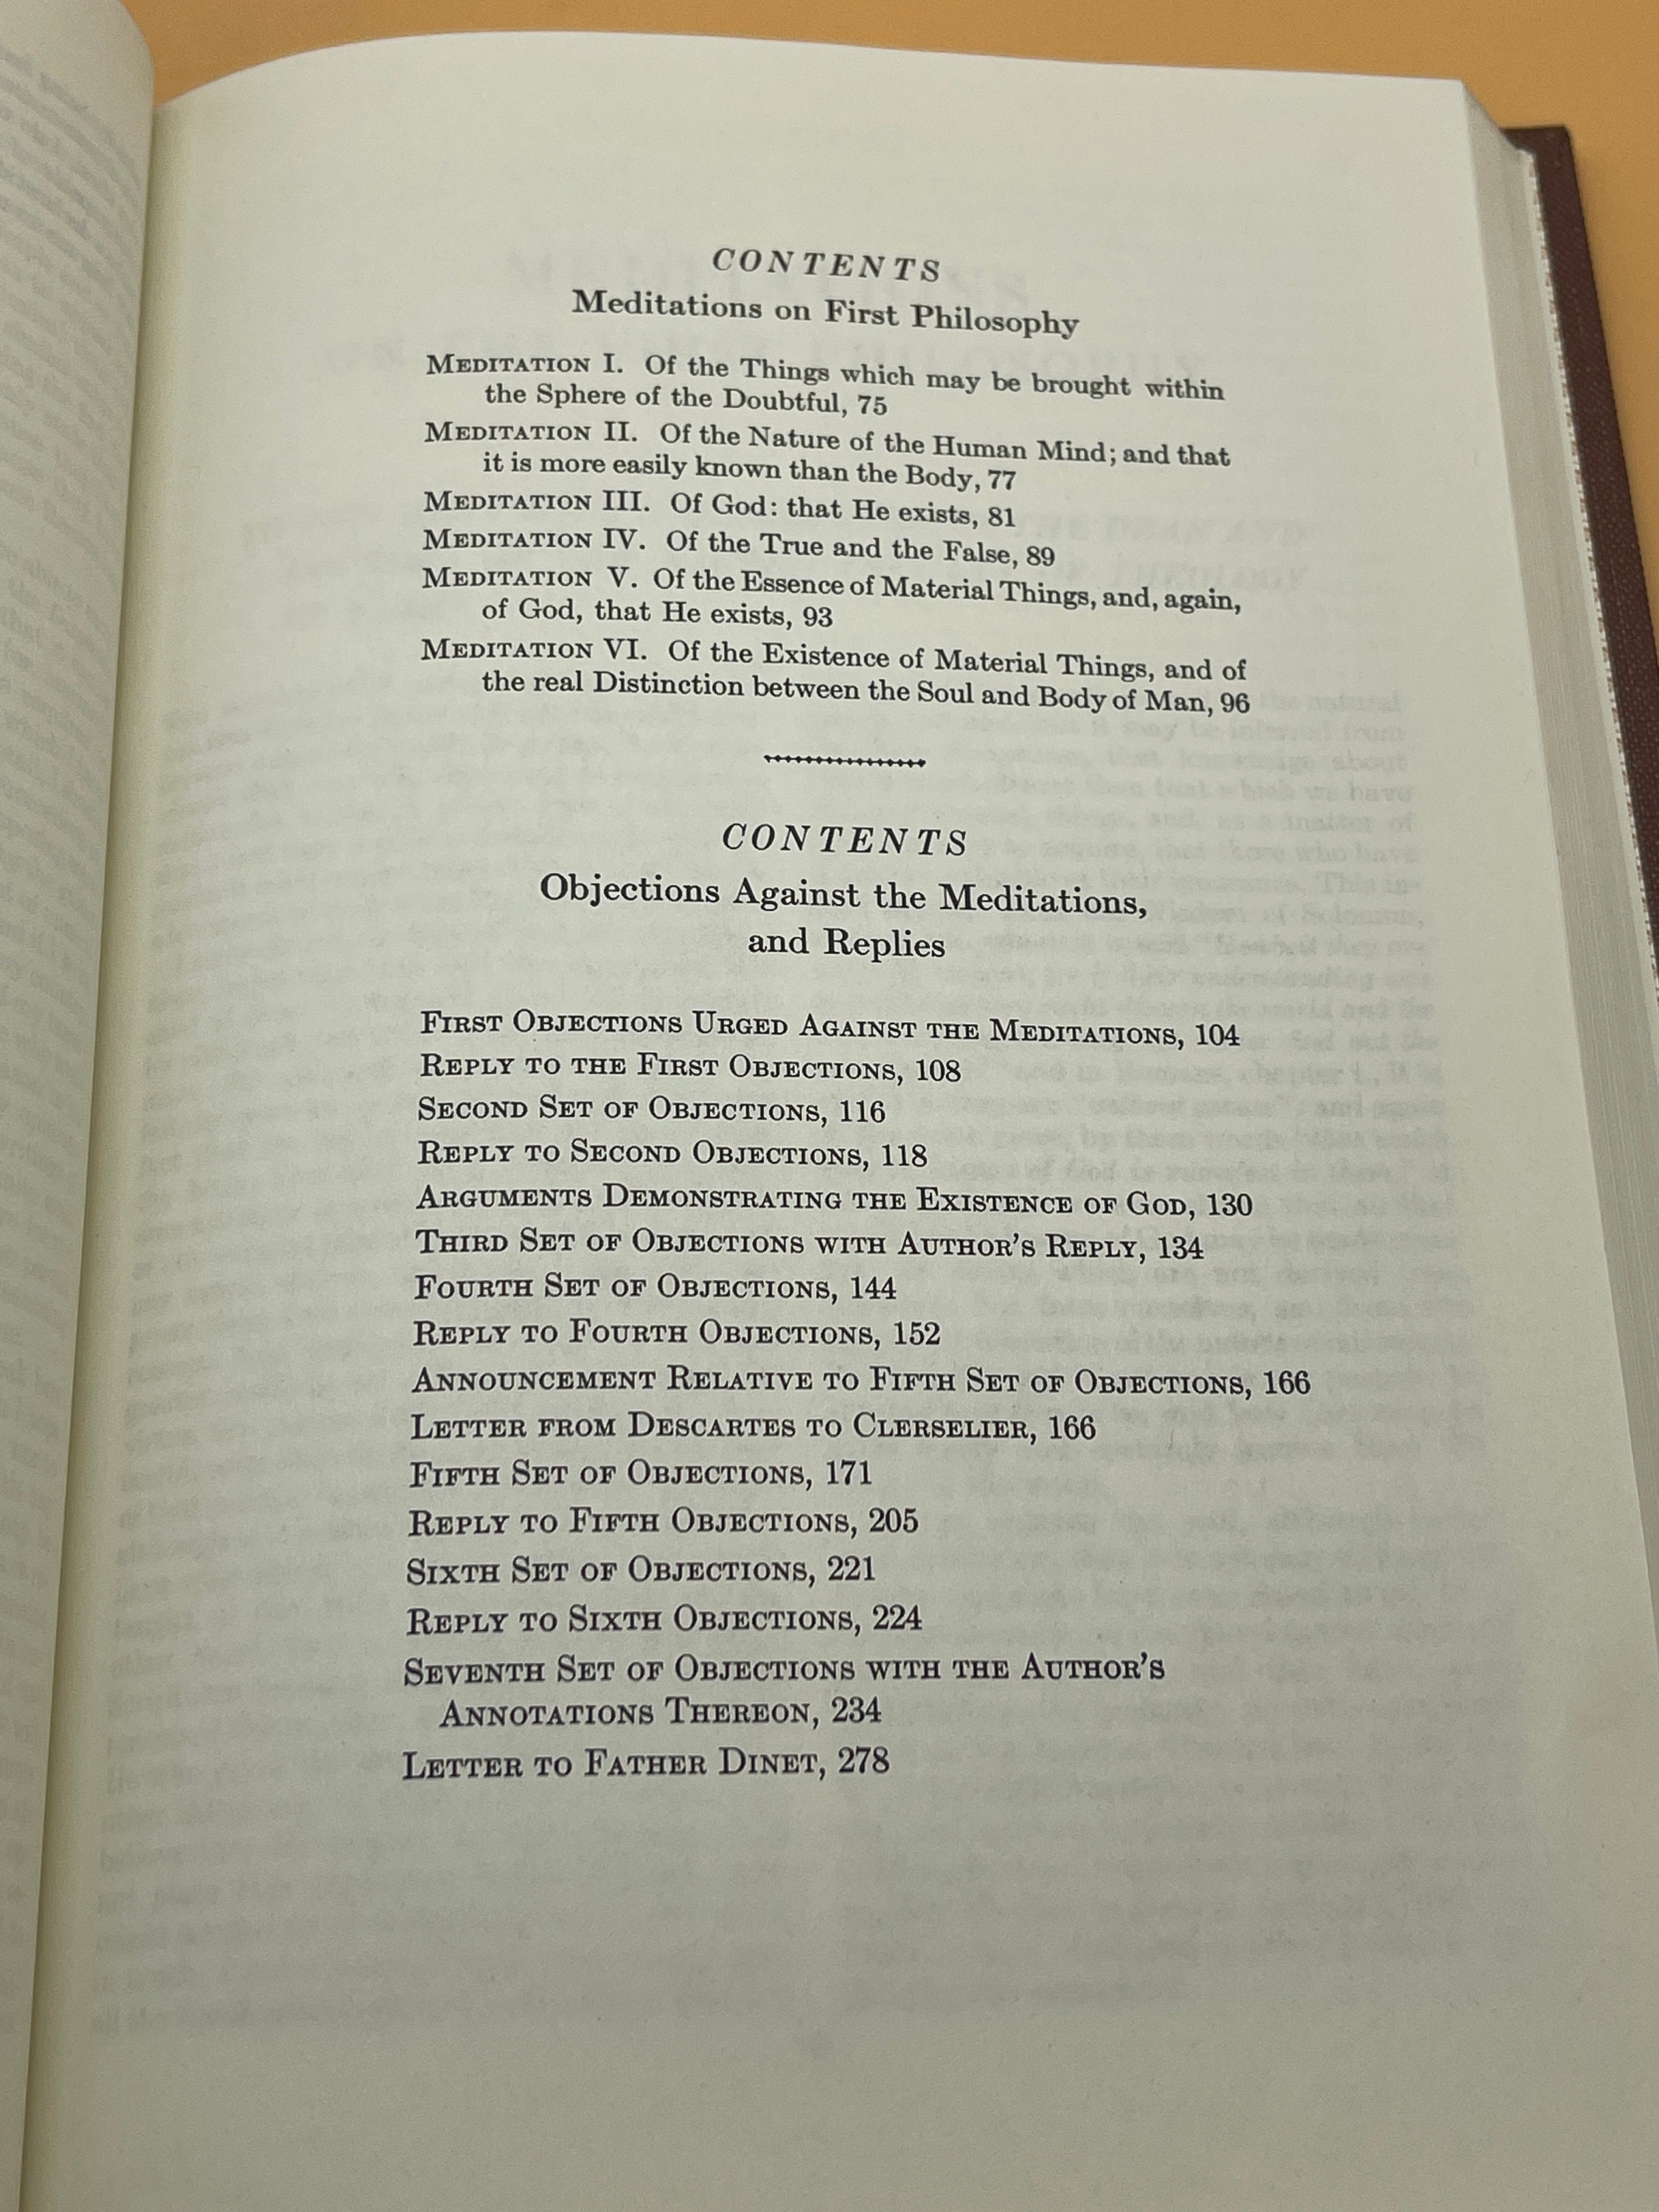 CONTENTS
Meditations on First Philosophy
MEDITATION I. Of the Things which may be brought within
the Sphere of the Doubtful, 75
MEDITATION II. Of the Nature of the Human Mind; and that
it is more easily known than the Body, 77
MEDITATION III. Of God: that He exists, 81
MEDITATION IV. Of the True and the False, 89
MEDITATION V. Of the Essence of Material Things, and, again,
of God, that He exists, 93
MEDITATION VI. Of the Existence of Material Things, and of
the real Distinction between the Soul and Body of Man, 96
CONTENTS
Objections Against the Meditations,
and Replies
FIRST OBJECTIONS URGED AGAINST THE MEDITATIONS, 104
REPLY TO THE FIRST OBJECTIONS, 108
SECOND SET OF OBJECTIONS, 116
REPLY TO SECOND OBJECTIONS, 118
ARGUMENTS DEMONSTRATING THE EXISTENCE OF GOD, 130
THIRD SET OF OBJECTIONS WITH AUTHOR'S REPLY, 134
FOURTH SET OF OBJECTIONS, 144
REPLY TO FOURTH OBJECTIONS, 152
ANNOUNCEMENT RELATIVE TO FIFTH SET OF OBJECTIONS, 166
LETTER FROM DESCARTES TO CLERSELIER, 166
FIFTH SET OF OBJECTIONS, 171
REPLY TO FIFTH OBJECTIONS, 205
SIXTH SET OF OBJECTIONS, 221
REPLY TO SIXTH OBJECTIONS, 224
SEVENTH SET OF OBJECTIONS WITH THE AUTHOR'S
ANNOTATIONS THEREON, 234
LETTER TO FATHER DINET, 278